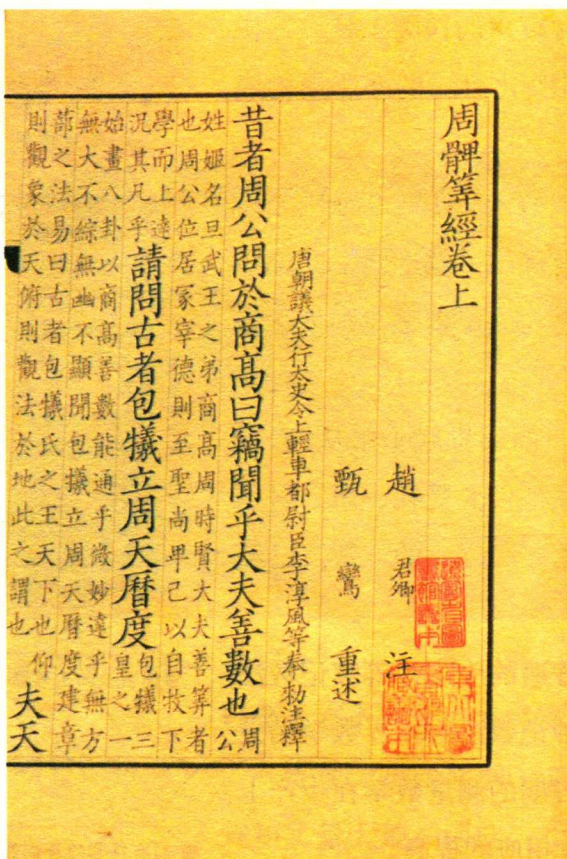 周髀筭經卷上
趙君卿注
甄鸞重述
唐朝議大夫行太史令上輕車都尉臣李淳風等奉勅注釋
昔者周公問於商高曰竊聞乎大夫善數也周公
姓姬名旦武王之弟商高周時賢大夫善筭者
也周公位居冢宰德則至聖尚卑己以自牧下
學而上達況其凡乎請問古者包犧立周天曆度包犧三皇之一
始畫八卦以商高善數能通乎微妙達乎無方
無大不綜無幽不顯聞包犧立周天曆度建章
蔀之法易曰古者包犧氏之王天下也仰
則觀象於天俯則觀法於地此之謂也夫天